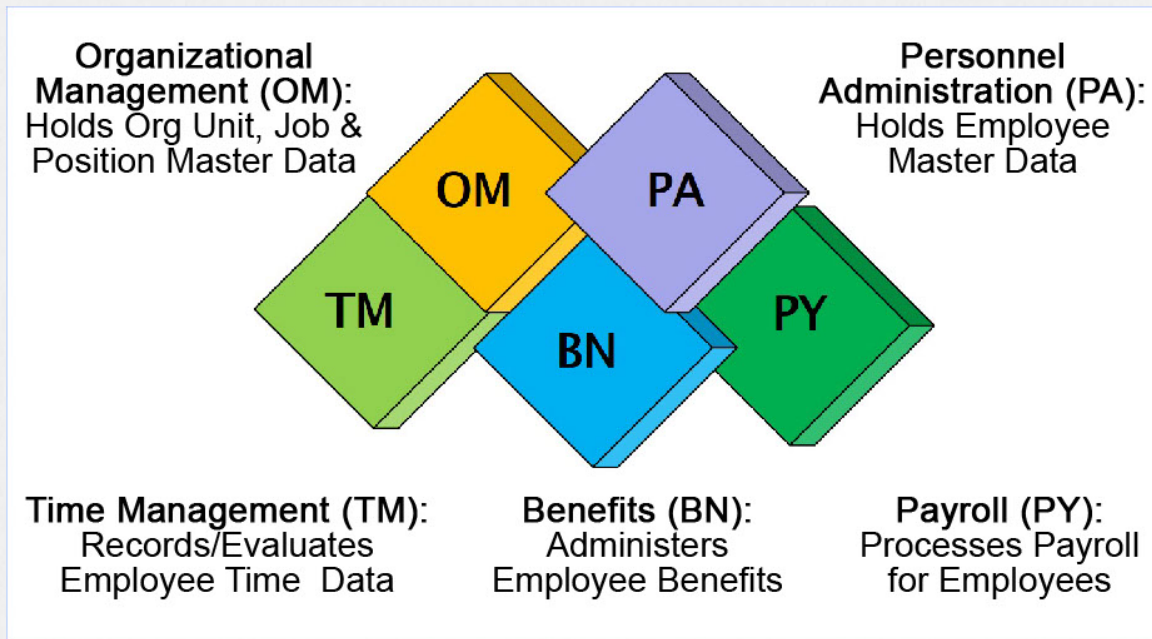 Organizational
Management (OM):
Holds Org Unit, Job &
Position Master Data
Personnel
Administration (PA):
Holds Employee
Master Data
OM
PA
TM
BN
PY
Time Management (TM):
Records/Evaluates
Employee Time Data
Benefits (BN):
Administers
Employee Benefits
Payroll (PY):
Processes Payroll
for Employees